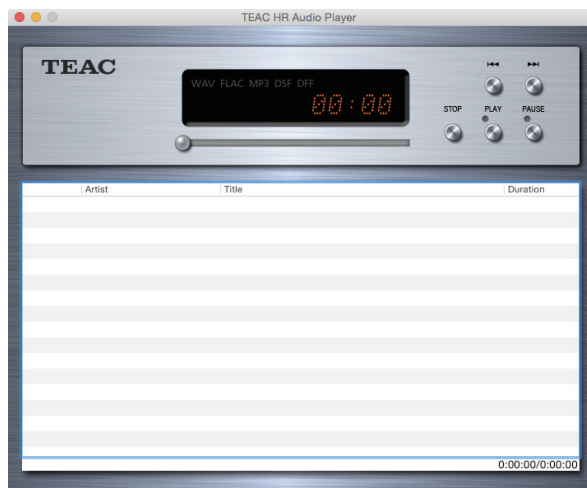 TEAC HR Audio Player
TEAC
WAV FLAC MP3 DSF DFF
00:00
STOP PLAY PAUSE
Artist Title Duration
0:00:00/0:00:00